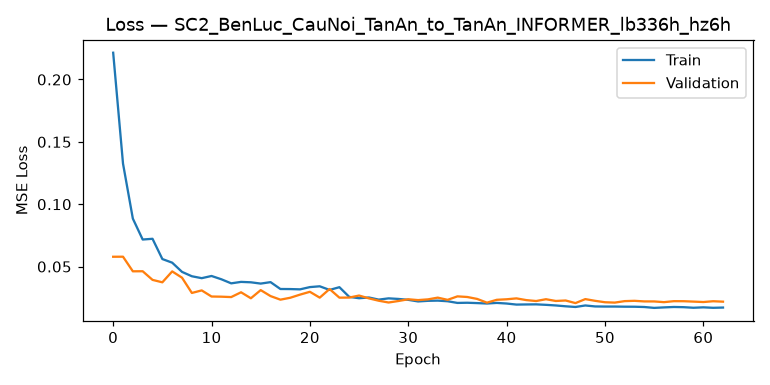 Loss — SC2_BenLuc_CauNoi_TanAn_to_TanAn_INFORMER_lb336h_hz6h
Train
Validation
MSE Loss
0.20
0.15
0.10
0.05
0 10 20 30 40 50 60
Epoch